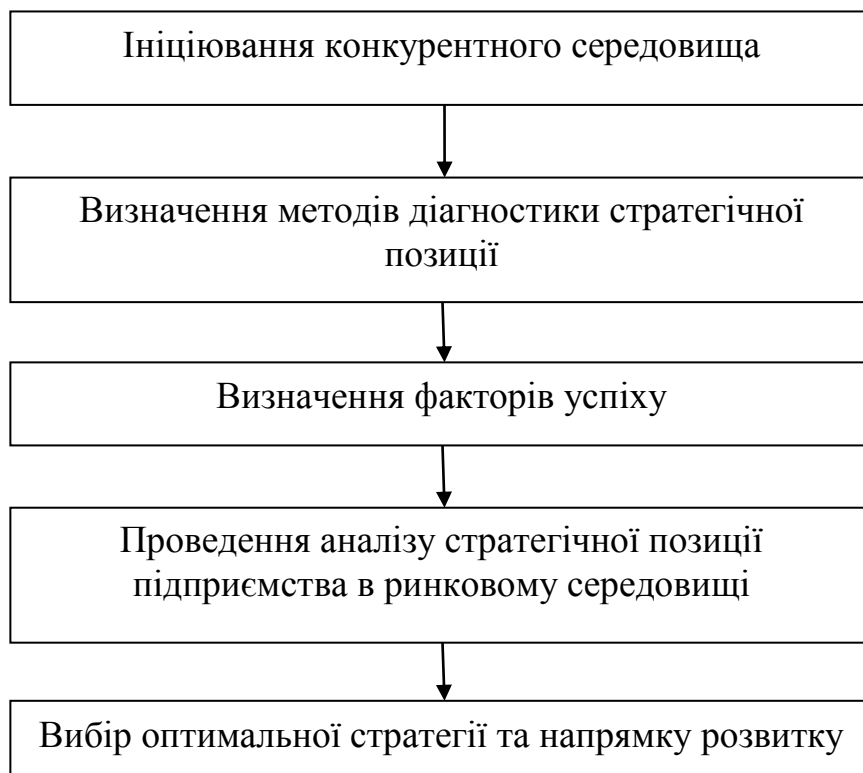 Ініціювання конкурентного середовища
Визначення методів діагностики стратегічної
позиції
Визначення факторів успіху
Проведення аналізу стратегічної позиції
підприємства в ринковому середовищі
Вибір оптимальної стратегії та напрямку розвитку